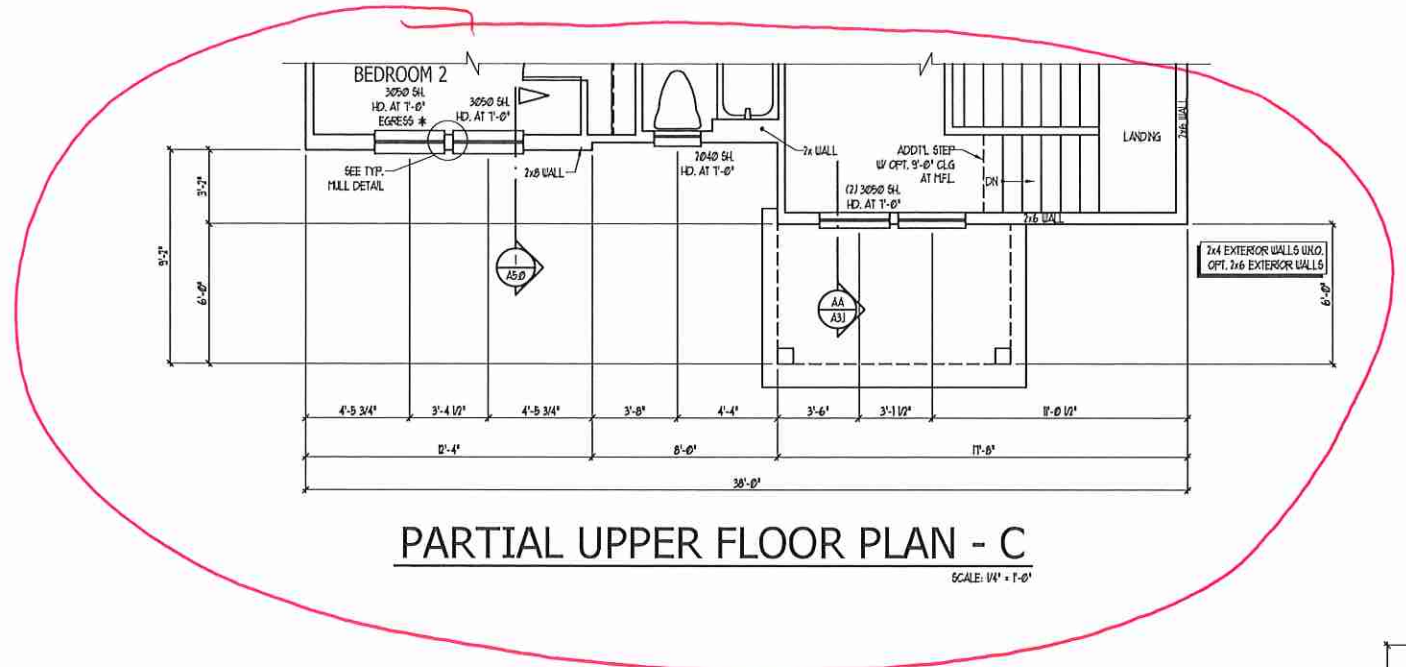 BEDROOM 2
3050 SH.
HD. AT 7'-0"
EGRESS *
3050 SH.
HD. AT 7'-0"
SEE TYP.
MULL DETAIL
2x8 WALL
2040 SH.
HD. AT 7'-0"
2x WALL
ADDT'L STEP
W/ OPT. 9'-0" CLG
AT MFL
DN
LANDING
2x6 WALL
(2) 3050 SH.
HD. AT 7'-0"
2x6 WALL
2x4 EXTERIOR WALLS U.N.O.
OPT. 2x6 EXTERIOR WALLS
3'-2"
9'-2"
6'-0"
6'-0"
1
A5.0
AA
A3.1
4'-5 3/4"
3'-4 1/2"
4'-5 3/4"
3'-8"
4'-4"
3'-6"
3'-1 1/2"
11'-0 1/2"
12'-4"
8'-0"
17'-8"
38'-0"
PARTIAL UPPER FLOOR PLAN - C
SCALE: 1/4" = 1'-0"